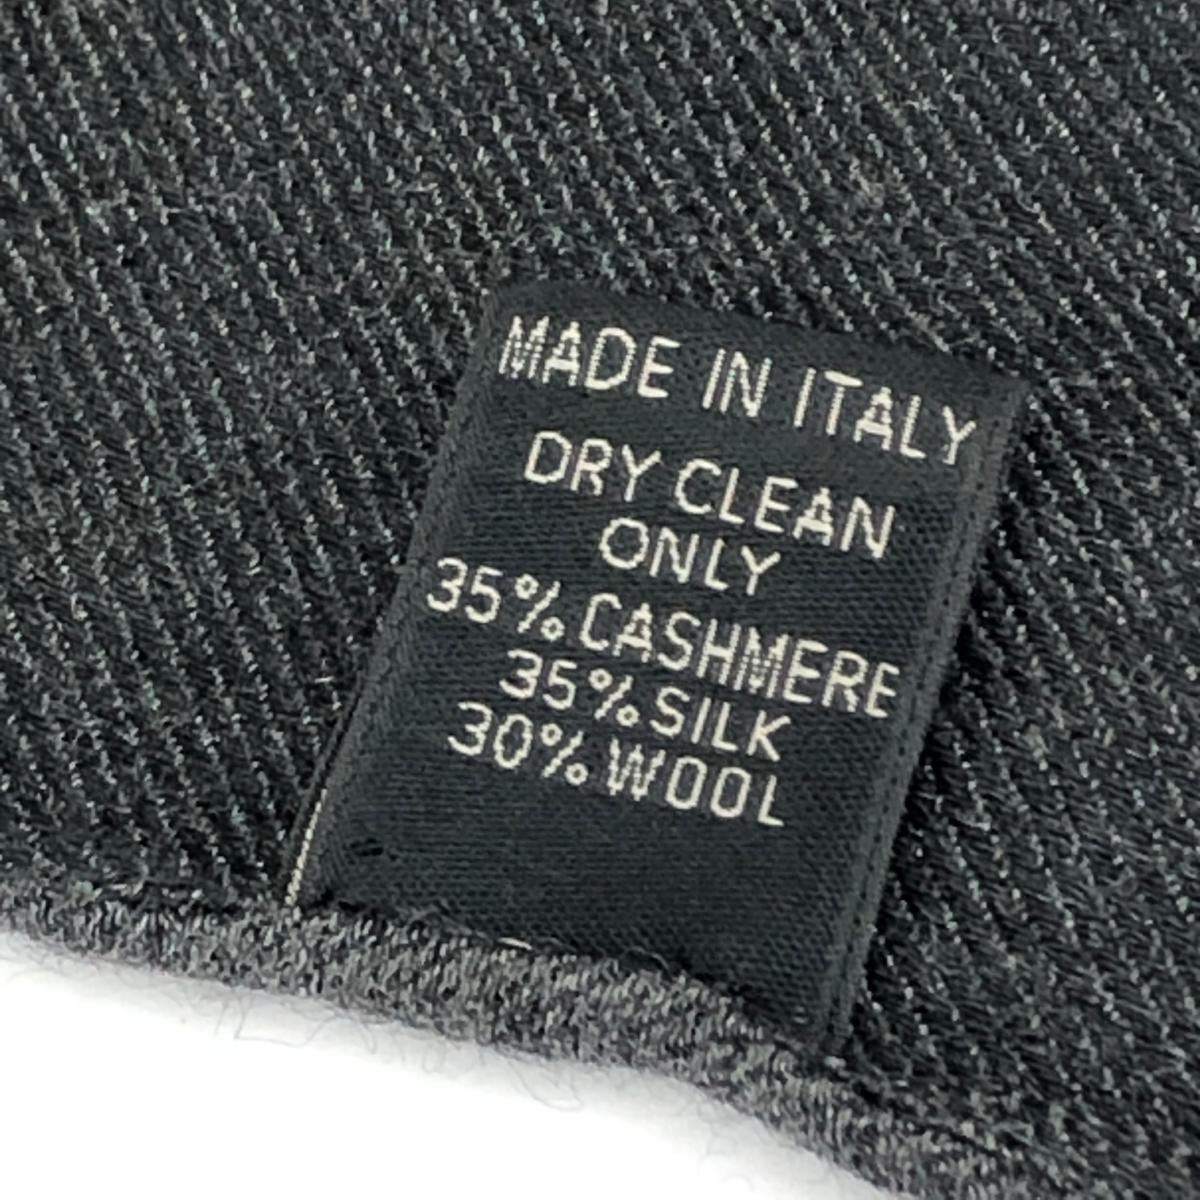 MADE IN ITALY
DRY CLEAN
ONLY
35% CASHMERE
35% SILK
30% WOOL